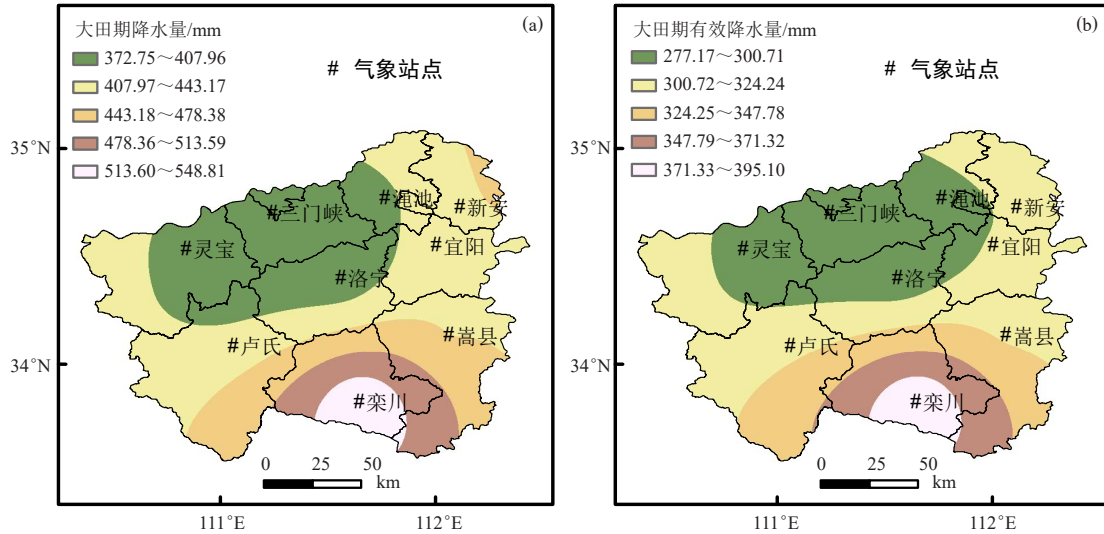 大田期降水量/mm
(a)
372.75～407.96
407.97～443.17
443.18～478.38
478.36～513.59
513.60～548.81
# 气象站点
35°N
34°N
#渑池
#三门峡
#新安
#灵宝
#宜阳
#洛宁
#卢氏
#嵩县
#栾川
0 25 50
km
111°E 112°E
大田期有效降水量/mm
(b)
277.17～300.71
300.72～324.24
324.25～347.78
347.79～371.32
371.33～395.10
# 气象站点
35°N
34°N
#渑池
#三门峡
#新安
#灵宝
#宜阳
#洛宁
#卢氏
#嵩县
#栾川
0 25 50
km
111°E 112°E